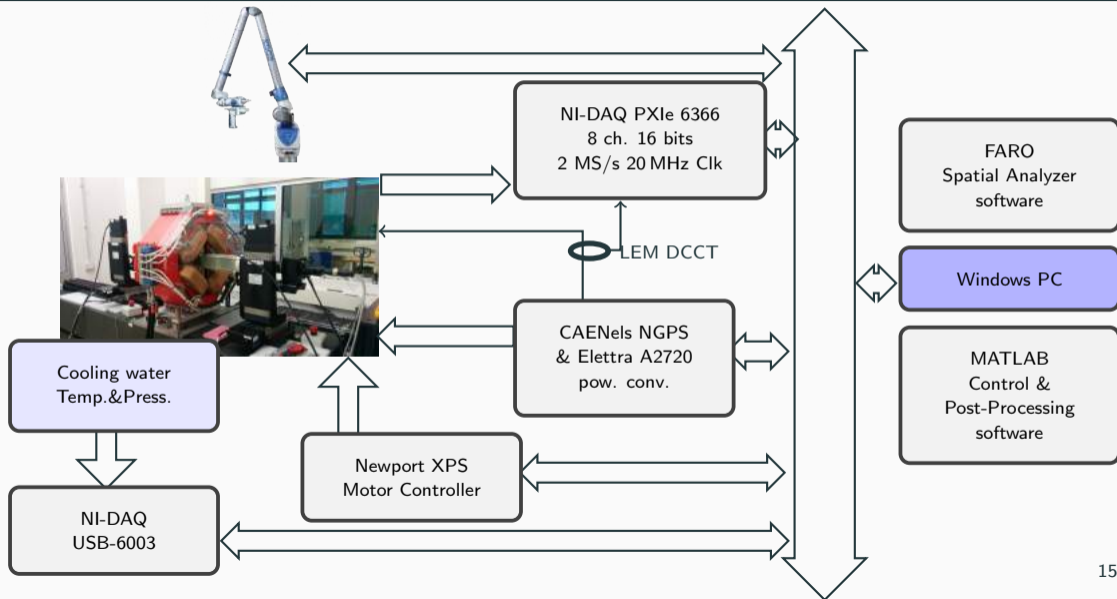 NI-DAQ PXIe 6366
8 ch. 16 bits
2 MS/s 20 MHz Clk
FARO
Spatial Analyzer
software
LEM DCCT
Windows PC
CAENels NGPS
& Elettra A2720
pow. conv.
MATLAB
Control &
Post-Processing
software
Cooling water
Temp.&Press.
Newport XPS
Motor Controller
NI-DAQ
USB-6003
15